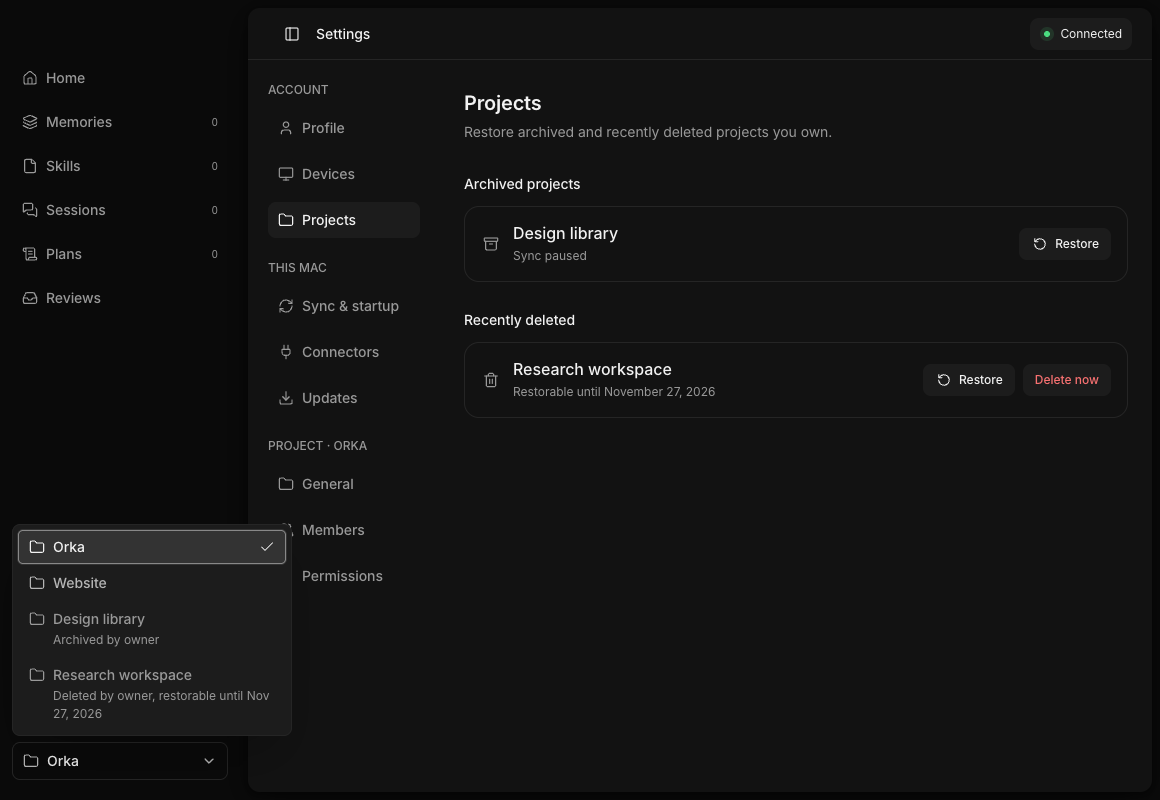 Home
Memories 0
Skills 0
Sessions 0
Plans 0
Reviews
Orka
Website
Design library
Archived by owner
Research workspace
Deleted by owner, restorable until Nov
27, 2026
Orka
Settings
Connected
ACCOUNT
Profile
Devices
Projects
THIS MAC
Sync & startup
Connectors
Updates
PROJECT · ORKA
General
Members
Permissions
Projects
Restore archived and recently deleted projects you own.
Archived projects
Design library
Sync paused
Restore
Recently deleted
Research workspace
Restorable until November 27, 2026
Restore
Delete now